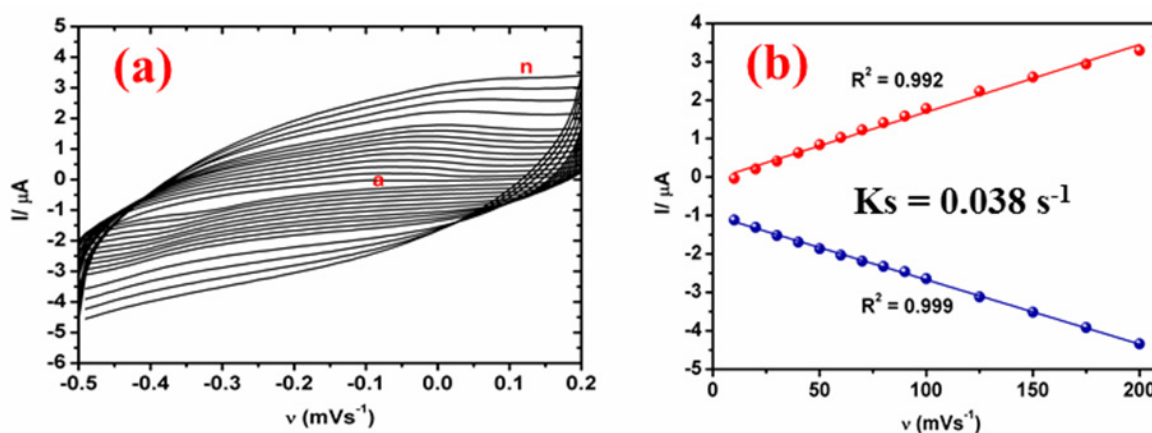 (a)
n
a
I/ μA
5
4
3
2
1
0
-1
-2
-3
-4
-5
-6
-0.5 -0.4 -0.3 -0.2 -0.1 0.0 0.1 0.2
ν (mVs⁻¹)
(b)
R² = 0.992
Ks = 0.038 s⁻¹
R² = 0.999
I/ μA
4
3
2
1
0
-1
-2
-3
-4
-5
0 50 100 150 200
ν (mVs⁻¹)